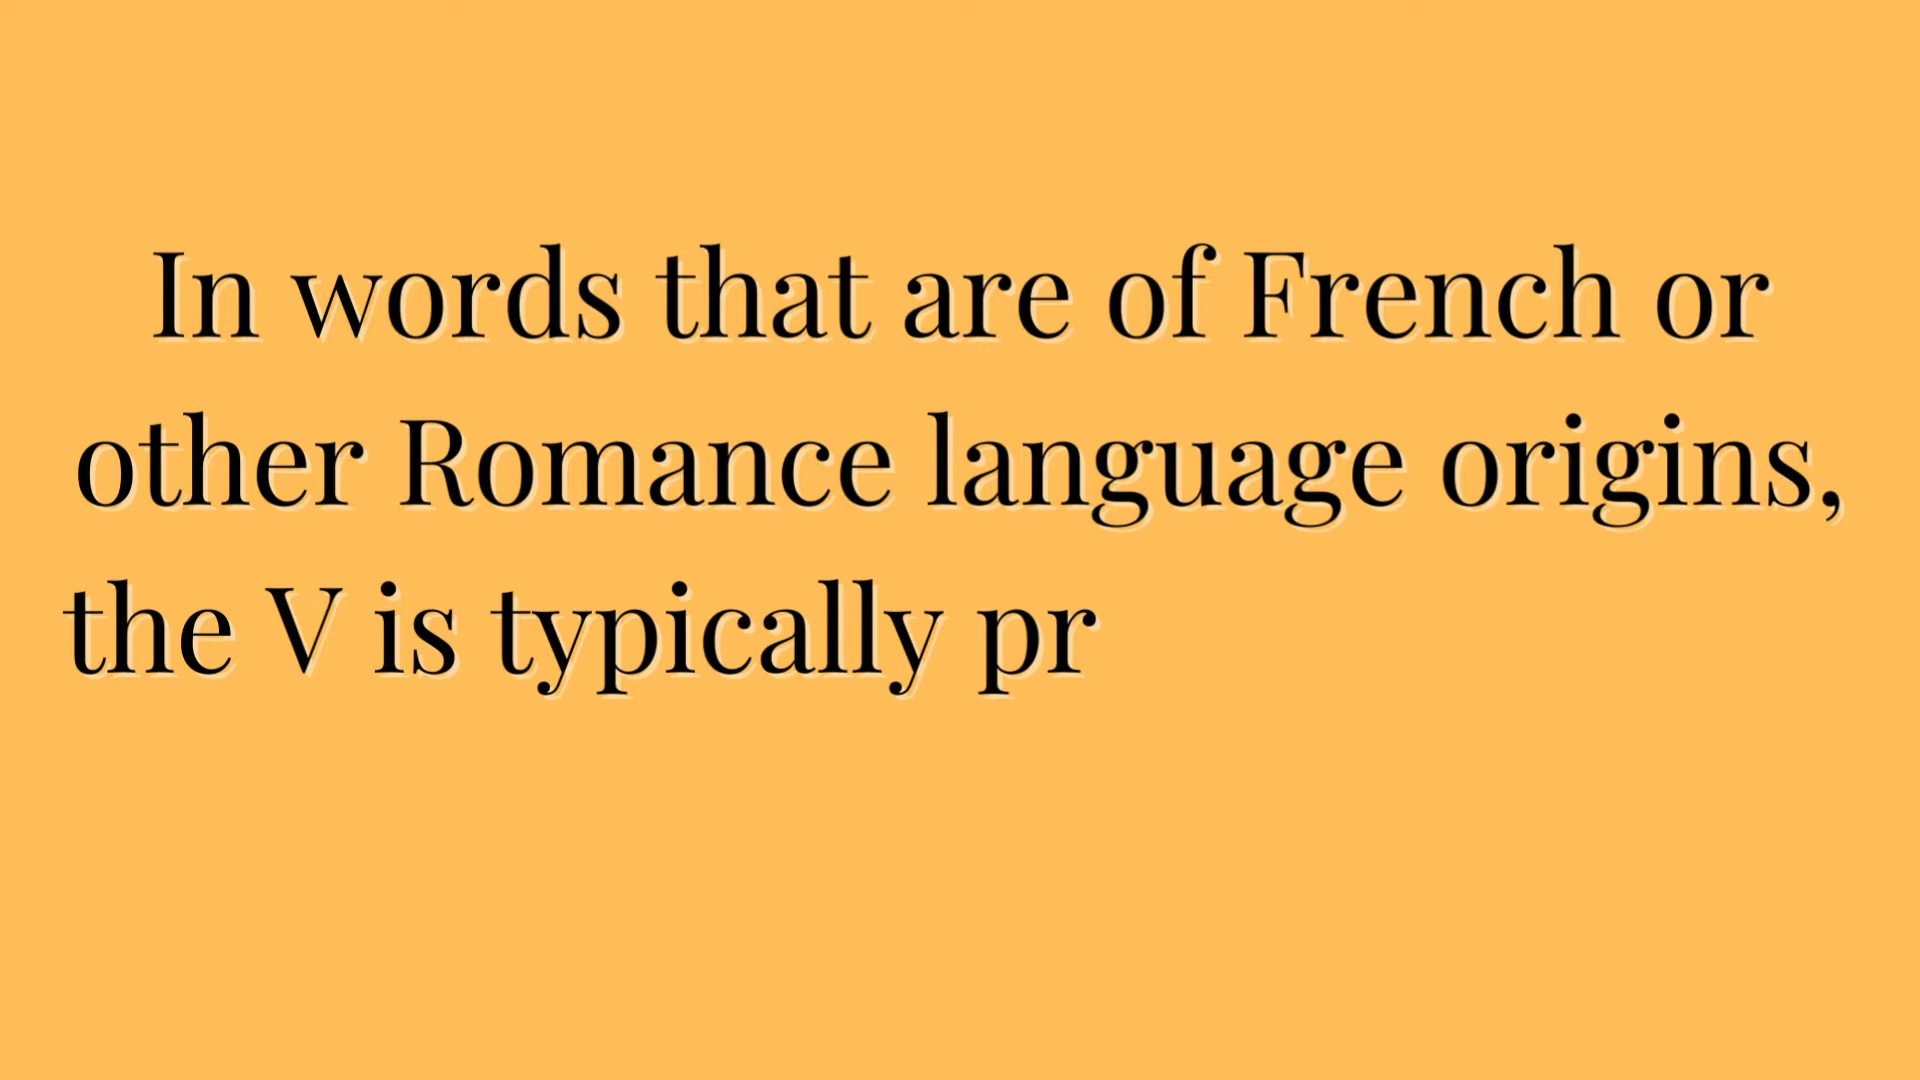 In words that are of French or
other Romance language origins,
the V is typically pr